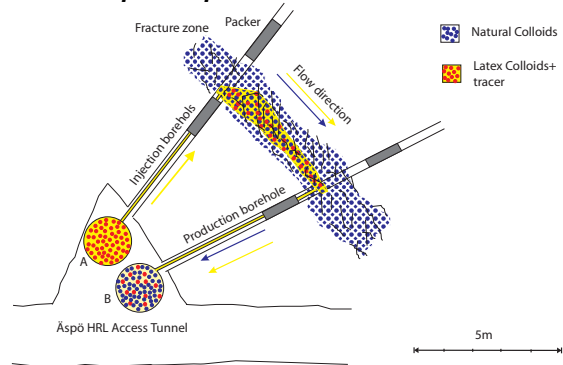 Packer
Fracture zone
Natural Colloids
Latex Colloids+
tracer
Flow direction
Injection borehols
Production borehole
A
B
Äspö HRL Access Tunnel
5m